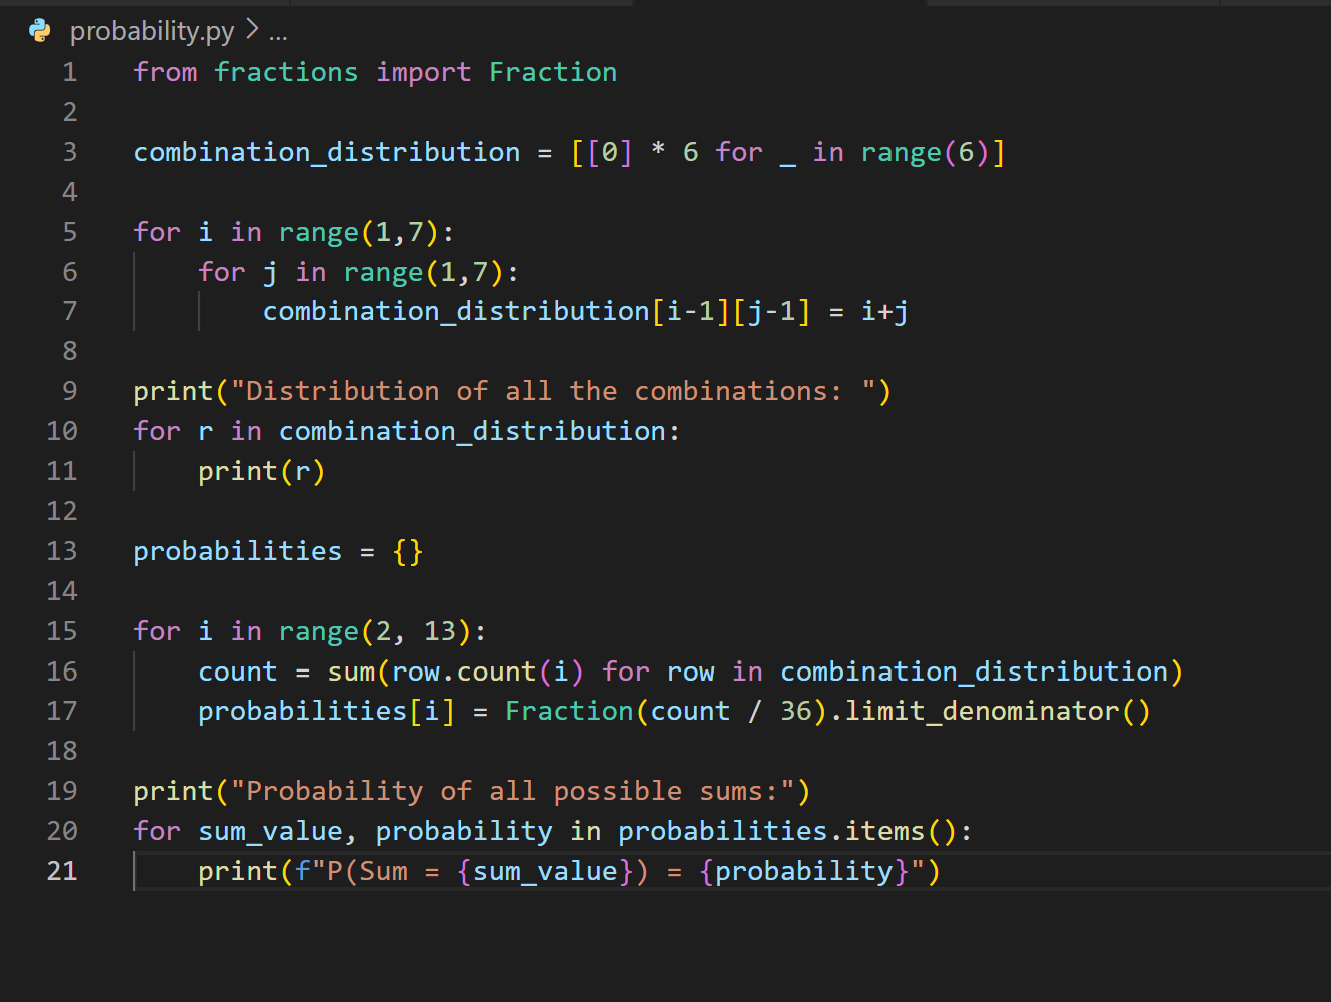 probability.py > ...
1 from fractions import Fraction
2
3 combination_distribution = [[0] * 6 for _ in range(6)]
4
5 for i in range(1,7):
6     for j in range(1,7):
7         combination_distribution[i-1][j-1] = i+j
8
9 print("Distribution of all the combinations: ")
10 for r in combination_distribution:
11     print(r)
12
13 probabilities = {}
14
15 for i in range(2, 13):
16     count = sum(row.count(i) for row in combination_distribution)
17     probabilities[i] = Fraction(count / 36).limit_denominator()
18
19 print("Probability of all possible sums:")
20 for sum_value, probability in probabilities.items():
21     print(f"P(Sum = {sum_value}) = {probability}")